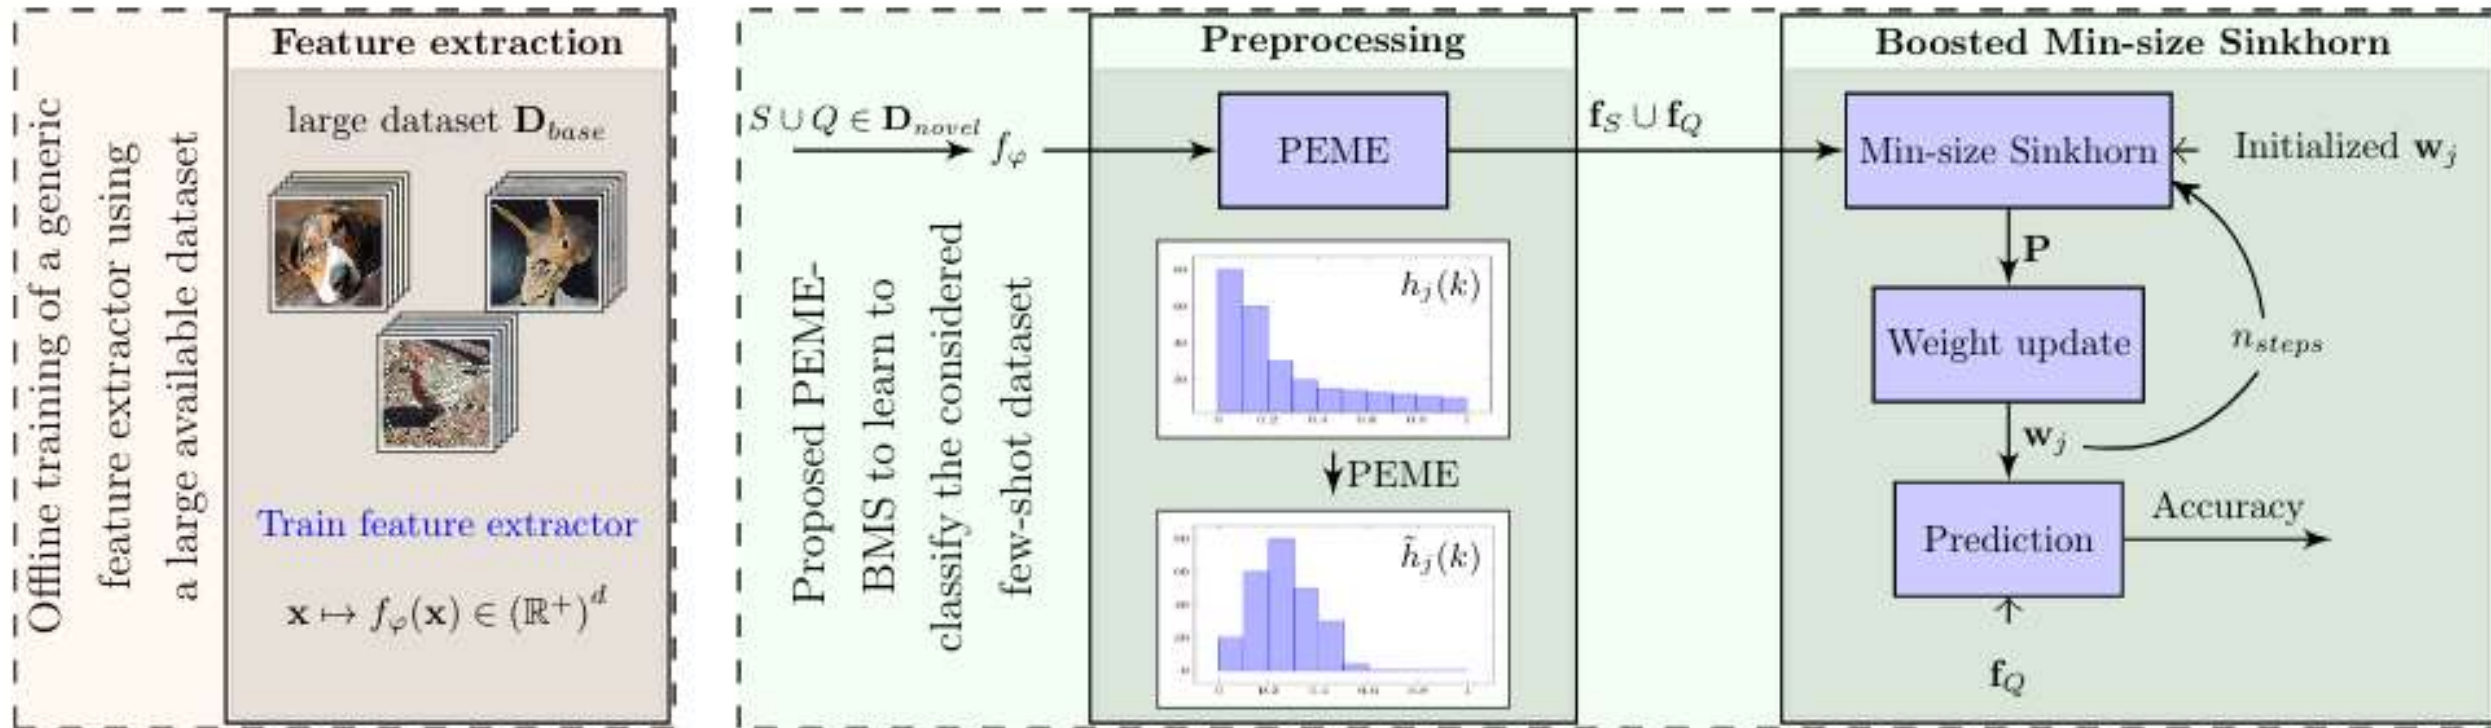 Offline training of a generic
feature extractor using
a large available dataset
Feature extraction
large dataset D_base
Train feature extractor
x ↦ f_φ(x) ∈ (ℝ⁺)^d
Proposed PEME-
BMS to learn to
classify the considered
few-shot dataset
S ∪ Q ∈ D_novel
f_φ
Preprocessing
PEME
h_j(k)
PEME
h̃_j(k)
f_S ∪ f_Q
Boosted Min-size Sinkhorn
Min-size Sinkhorn
Initialized w_j
P
Weight update
n_steps
w_j
Prediction
Accuracy
f_Q